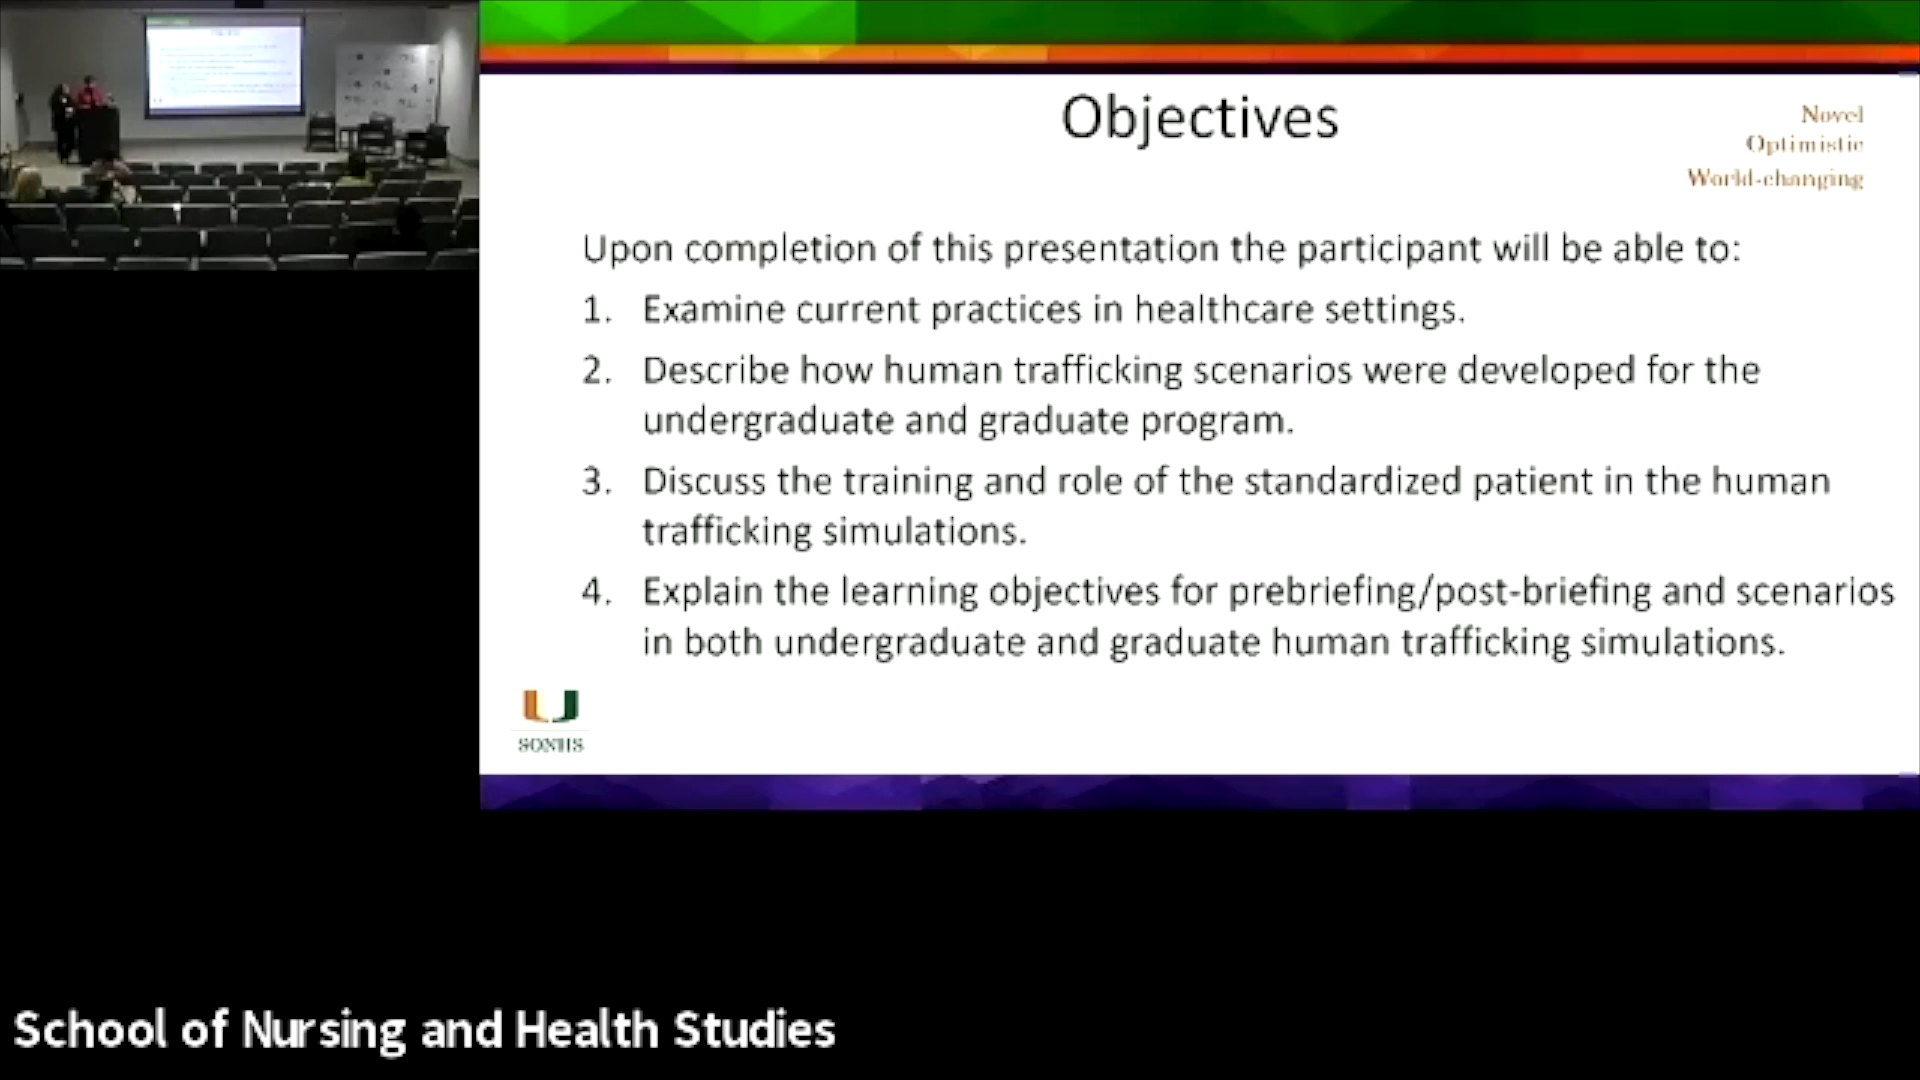 Objectives
Novel
Optimistic
World-changing
Upon completion of this presentation the participant will be able to:
1. Examine current practices in healthcare settings.
2. Describe how human trafficking scenarios were developed for the
undergraduate and graduate program.
3. Discuss the training and role of the standardized patient in the human
trafficking simulations.
4. Explain the learning objectives for prebriefing/post-briefing and scenarios
in both undergraduate and graduate human trafficking simulations.
U
SONHS
School of Nursing and Health Studies